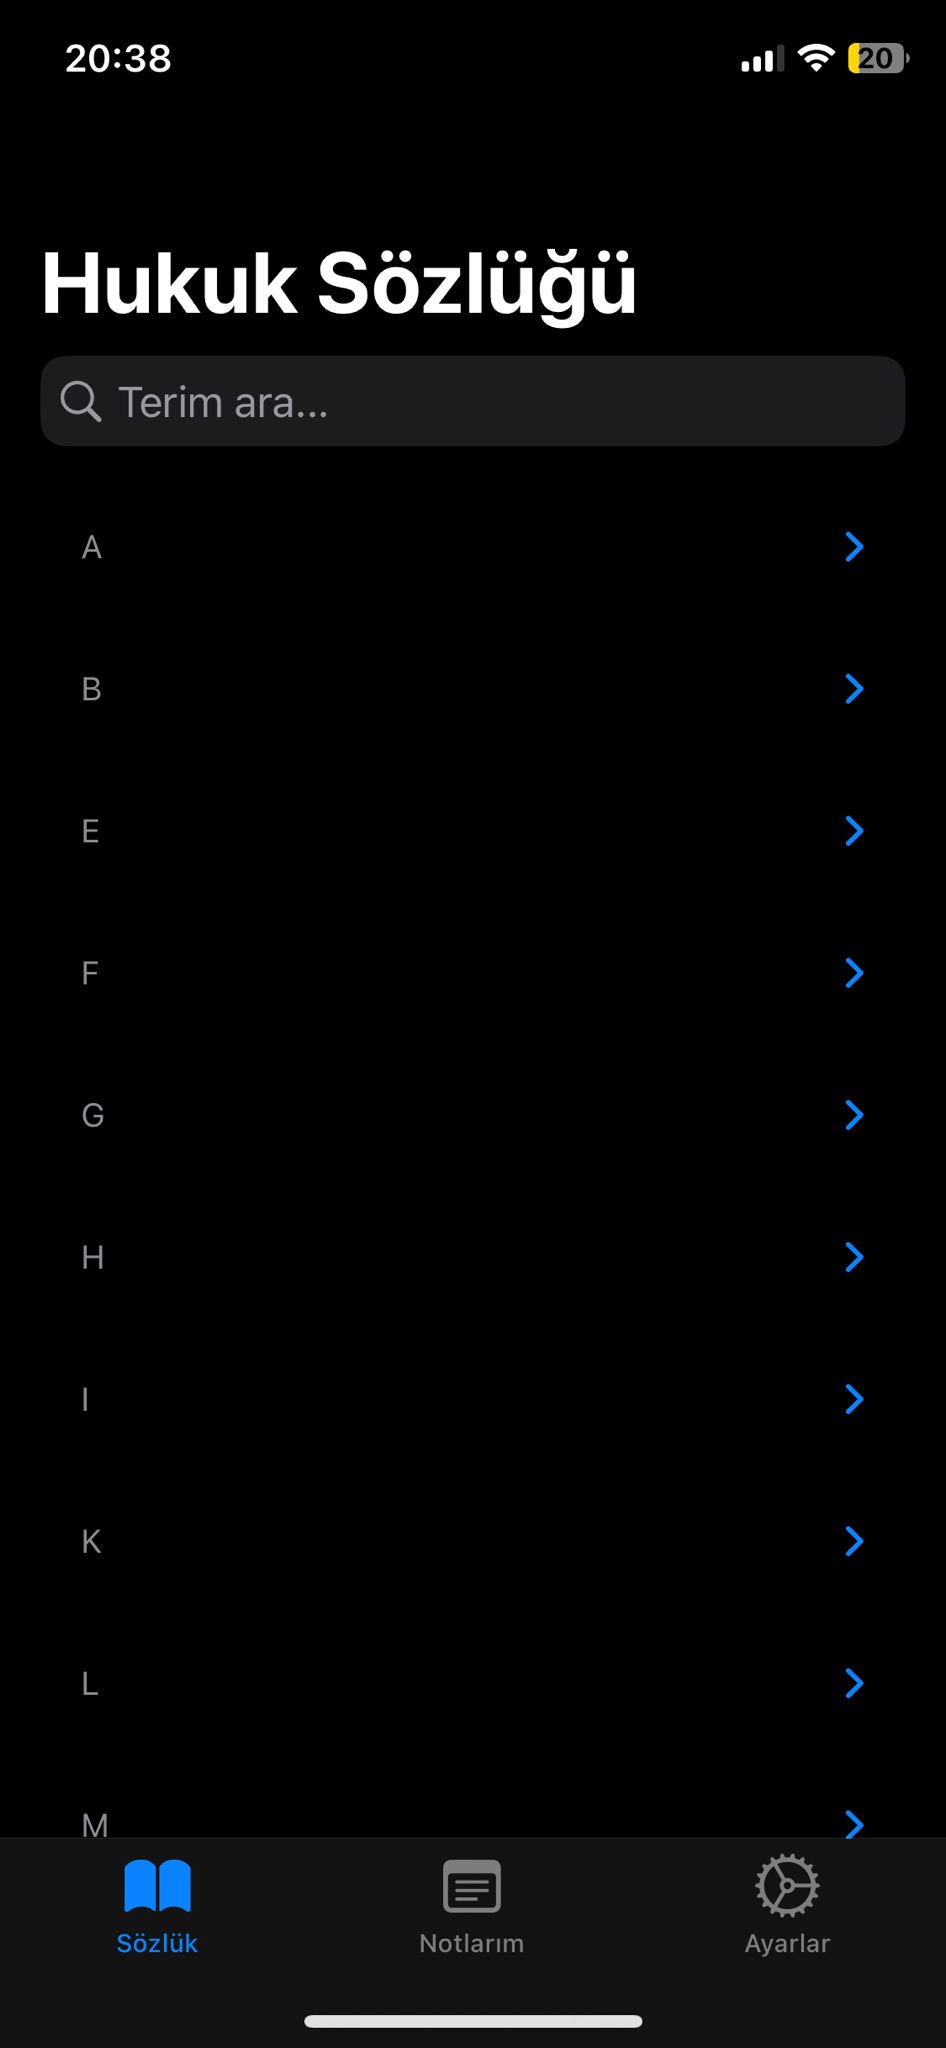 20:38
20
Hukuk Sözlüğü
Terim ara...
A
B
E
F
G
H
I
K
L
M
Sözlük
Notlarım
Ayarlar